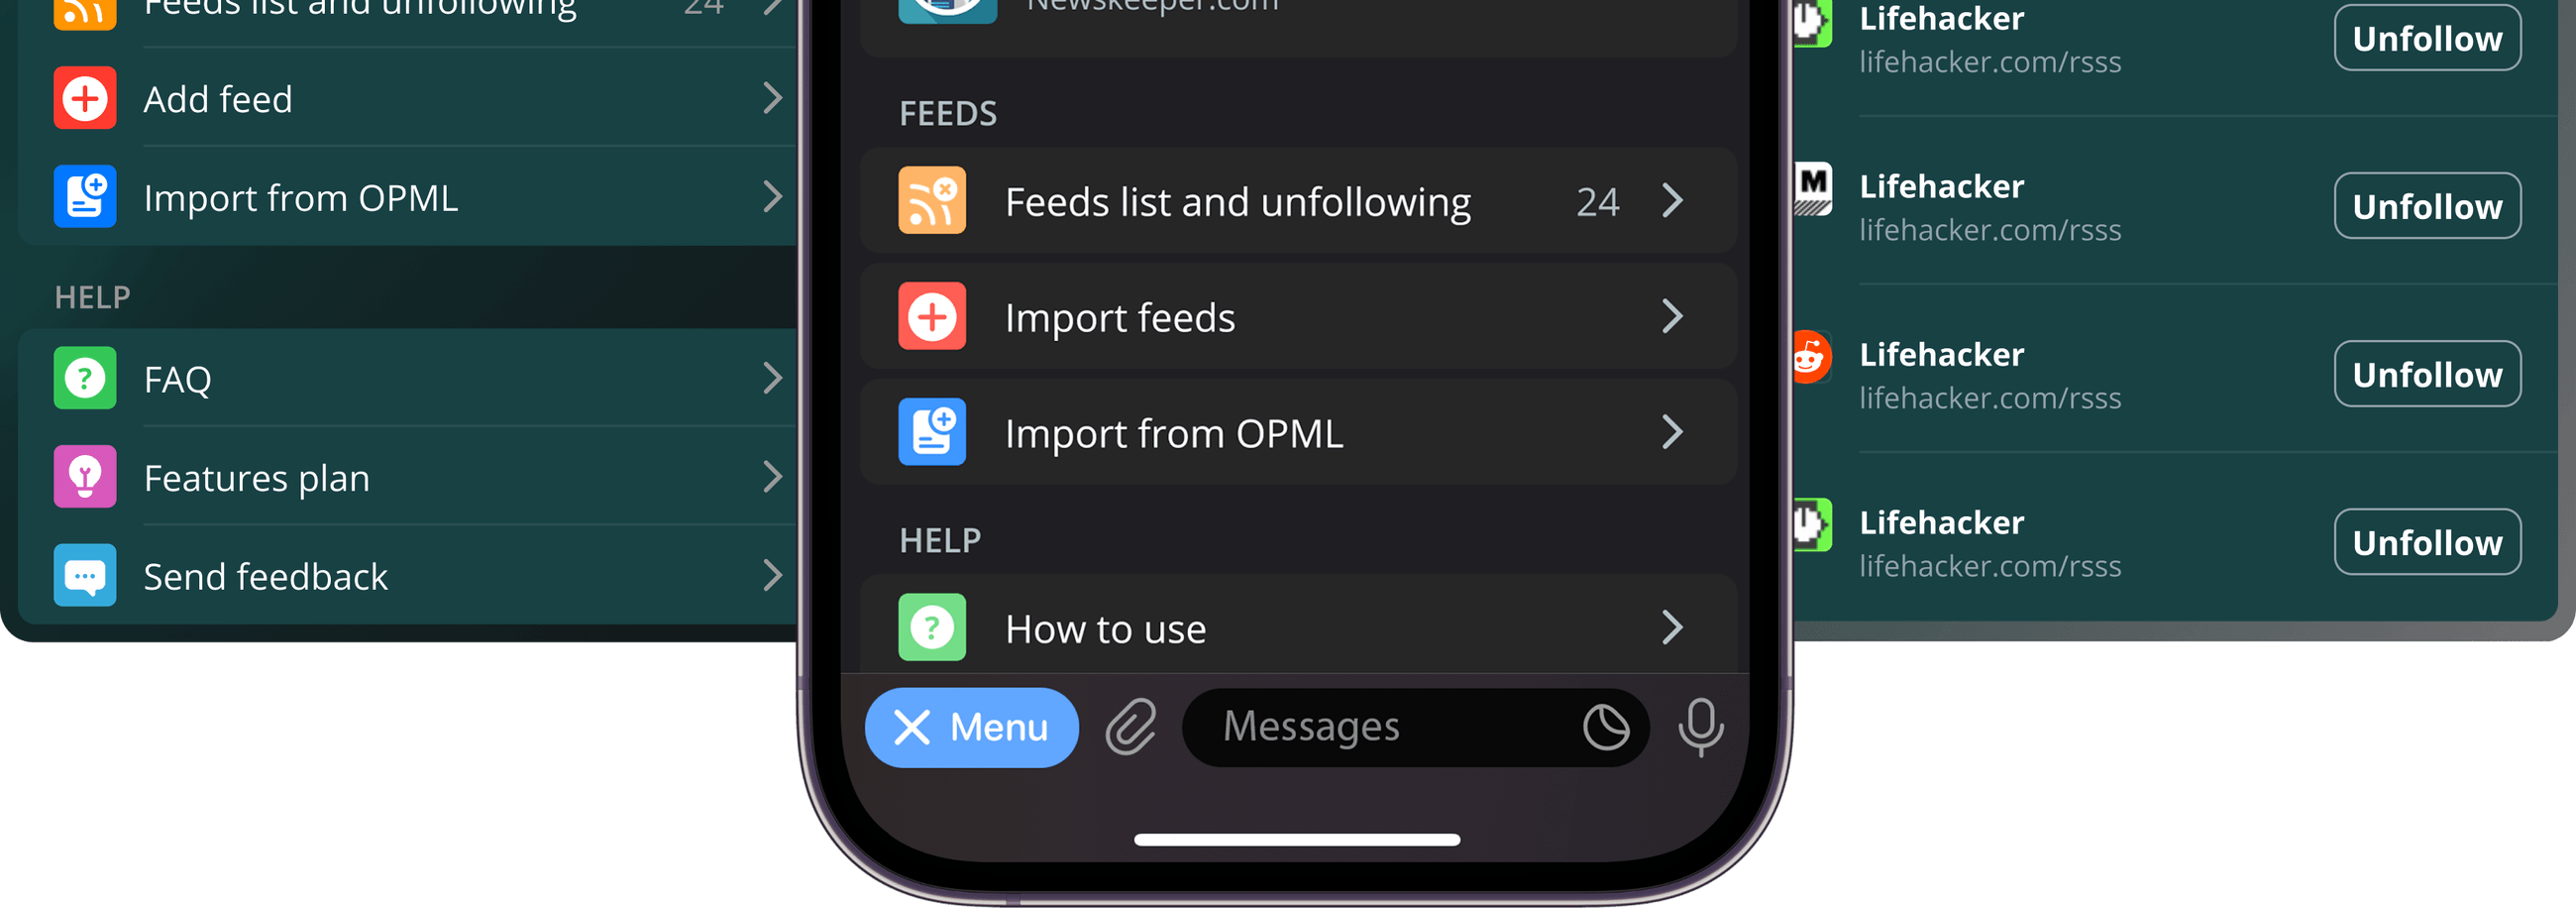 Feeds list and unfollowing 24
Add feed
Import from OPML
HELP
FAQ
Features plan
Send feedback
Newskeeper.com
FEEDS
Feeds list and unfollowing 24
Import feeds
Import from OPML
HELP
How to use
Menu
Messages
Lifehacker
lifehacker.com/rsss
Unfollow
M
Lifehacker
lifehacker.com/rsss
Unfollow
Lifehacker
lifehacker.com/rsss
Unfollow
Lifehacker
lifehacker.com/rsss
Unfollow